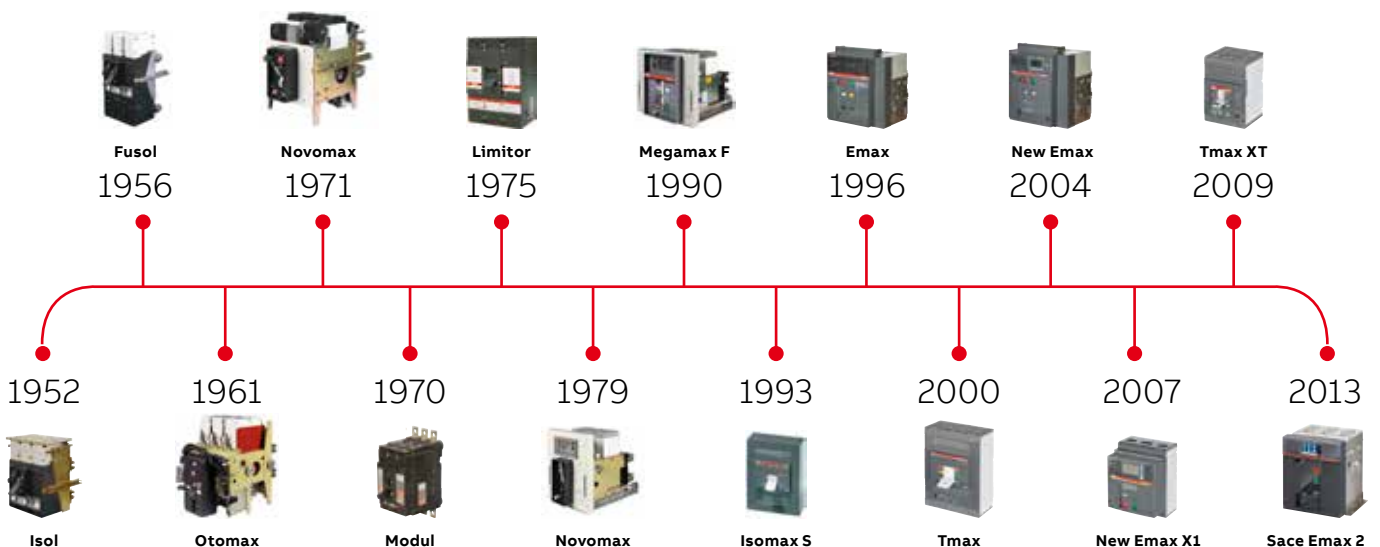 Fusol
1956
Novomax
1971
Limitor
1975
Megamax F
1990
Emax
1996
New Emax
2004
Tmax XT
2009
1952
Isol
1961
Otomax
1970
Modul
1979
Novomax
1993
Isomax S
2000
Tmax
2007
New Emax X1
2013
Sace Emax 2